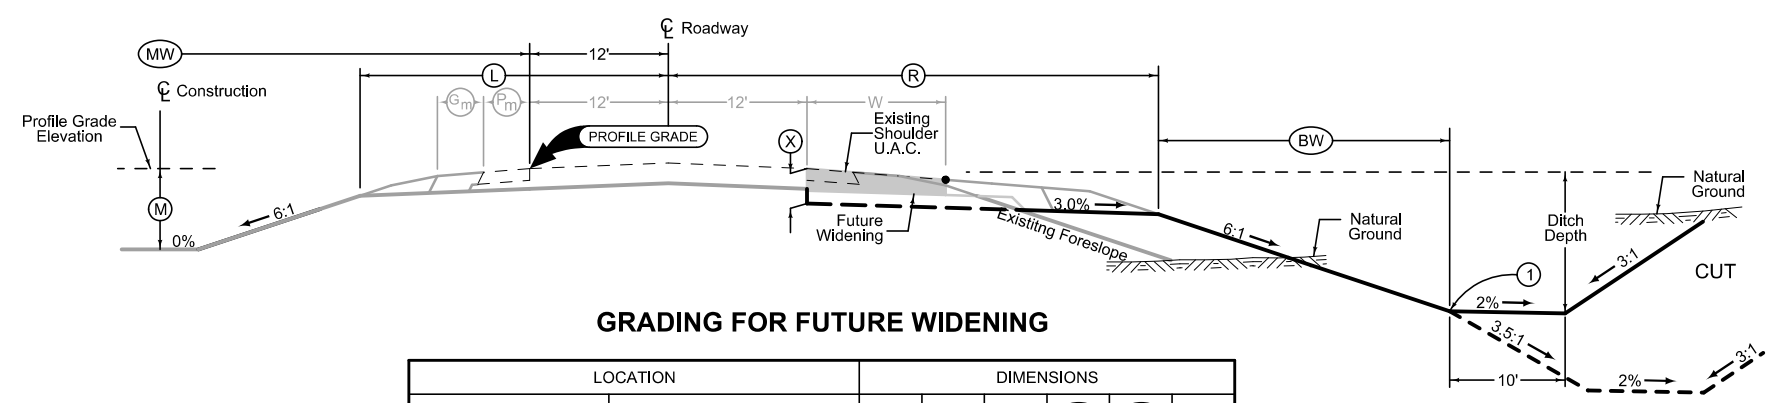 ℄ Roadway
MW
12'
L
R
℄ Construction
Gm
Pm
12'
12'
W
Profile Grade
Elevation
PROFILE GRADE
X
Existing
Shoulder
U.A.C.
BW
Natural
Ground
M
6:1
0%
Future
Widening
3.0%
Existitng Foreslope
6:1
Natural
Ground
Ditch
Depth
3:1
CUT
1
2%
3.5:1
10'
2%
3:1
GRADING FOR FUTURE WIDENING
LOCATION
DIMENSIONS